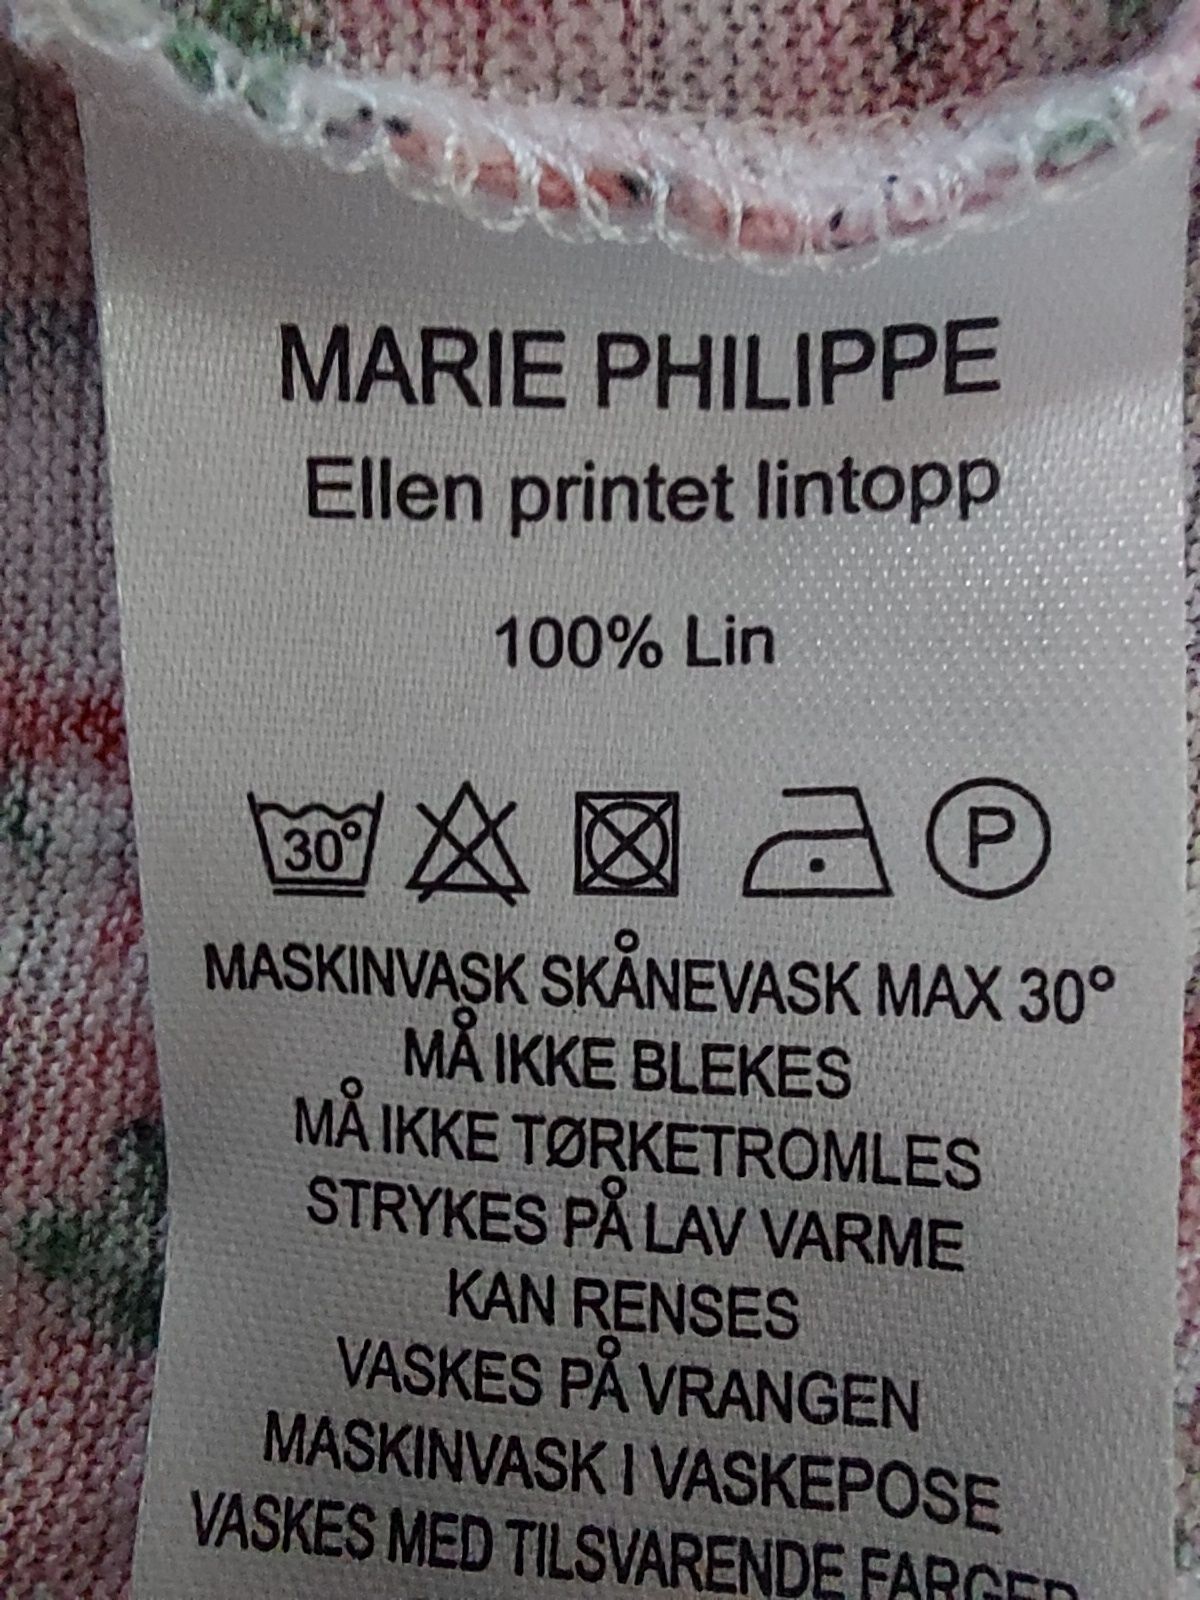 MARIE PHILIPPE
Ellen printet lintopp
100% Lin
30° P
MASKINVASK SKÅNEVASK MAX 30°
MÅ IKKE BLEKES
MÅ IKKE TØRKETROMLES
STRYKES PÅ LAV VARME
KAN RENSES
VASKES PÅ VRANGEN
MASKINVASK I VASKEPOSE
VASKES MED TILSVARENDE FARGER